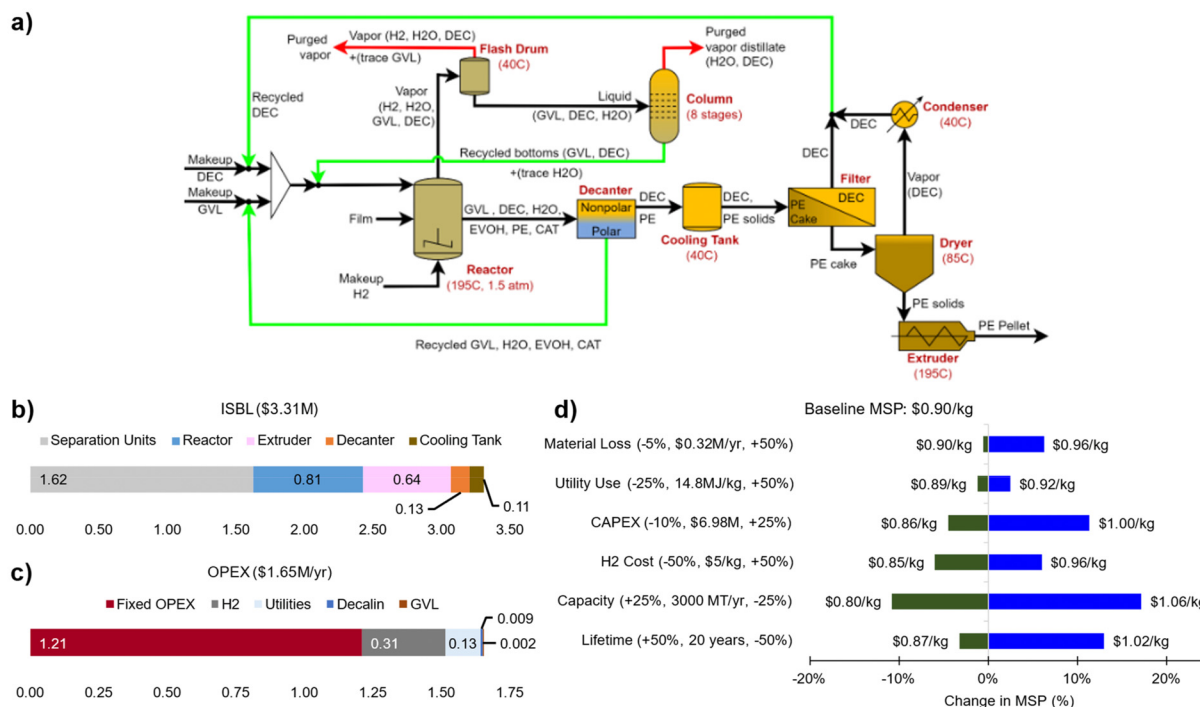 a)
Vapor (H2, H2O, DEC)
Purged
vapor
+(trace GVL)
Flash Drum
(40C)
Purged
vapor distillate
(H2O, DEC)
Recycled
DEC
Vapor
(H2, H2O,
GVL, DEC)
Liquid
(GVL, DEC, H2O)
Column
(8 stages)
Condenser
(40C)
DEC
Makeup
DEC
Makeup
GVL
Recycled bottoms (GVL, DEC)
+(trace H2O)
DEC
Vapor
(DEC)
Film
GVL , DEC, H2O,
EVOH, PE, CAT
Decanter
Nonpolar
Polar
DEC
PE
DEC,
PE solids
Cooling Tank
(40C)
Filter
DEC
PE
Cake
Dryer
(85C)
PE cake
Makeup
H2
Reactor
(195C, 1.5 atm)
PE solids
PE Pellet
Extruder
(195C)
Recycled GVL, H2O, EVOH, CAT
b)
ISBL ($3.31M)
Separation Units Reactor Extruder Decanter Cooling Tank
1.62 0.81 0.64
0.13 0.11
0.00 0.50 1.00 1.50 2.00 2.50 3.00 3.50
c)
OPEX ($1.65M/yr)
Fixed OPEX H2 Utilities Decalin GVL
0.009
1.21 0.31 0.13 0.002
0.00 0.25 0.50 0.75 1.00 1.25 1.50 1.75
d)
Baseline MSP: $0.90/kg
Material Loss (-5%, $0.32M/yr, +50%) $0.90/kg $0.96/kg
Utility Use (-25%, 14.8MJ/kg, +50%) $0.89/kg $0.92/kg
CAPEX (-10%, $6.98M, +25%) $0.86/kg $1.00/kg
H2 Cost (-50%, $5/kg, +50%) $0.85/kg $0.96/kg
Capacity (+25%, 3000 MT/yr, -25%) $0.80/kg $1.06/kg
Lifetime (+50%, 20 years, -50%) $0.87/kg $1.02/kg
-20% -10% 0% 10% 20%
Change in MSP (%)